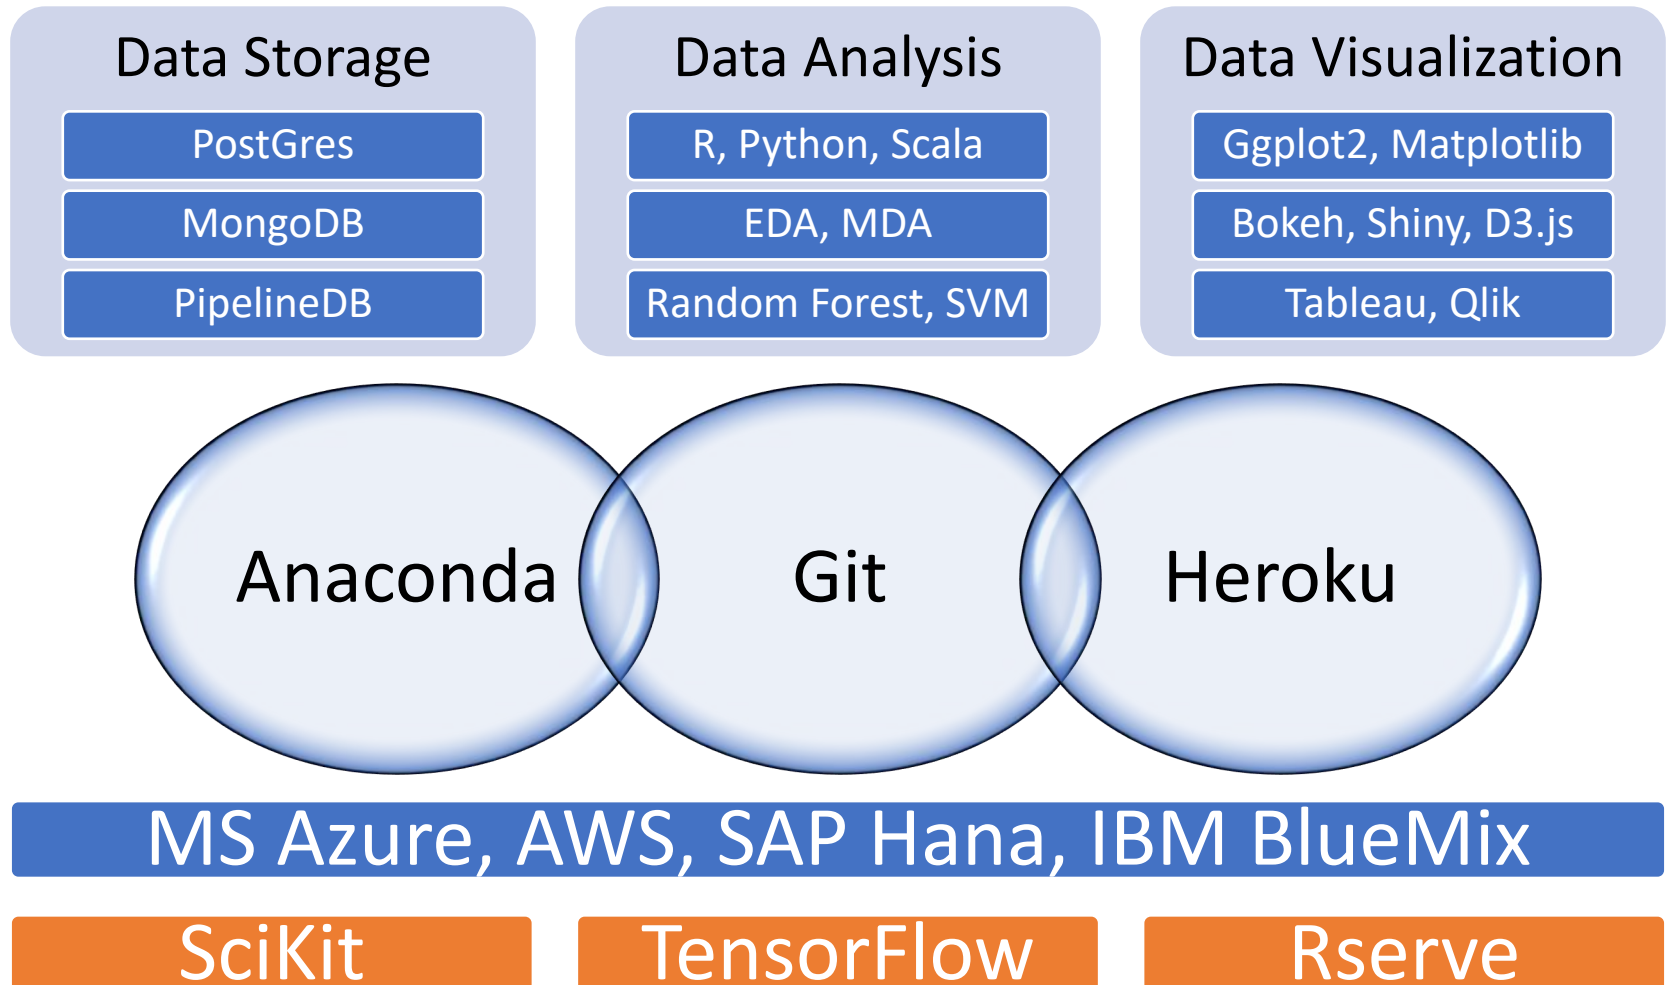 Data Storage
PostGres
MongoDB
PipelineDB
Data Analysis
R, Python, Scala
EDA, MDA
Random Forest, SVM
Data Visualization
Ggplot2, Matplotlib
Bokeh, Shiny, D3.js
Tableau, Qlik
Anaconda
Git
Heroku
MS Azure, AWS, SAP Hana, IBM BlueMix
SciKit
TensorFlow
Rserve